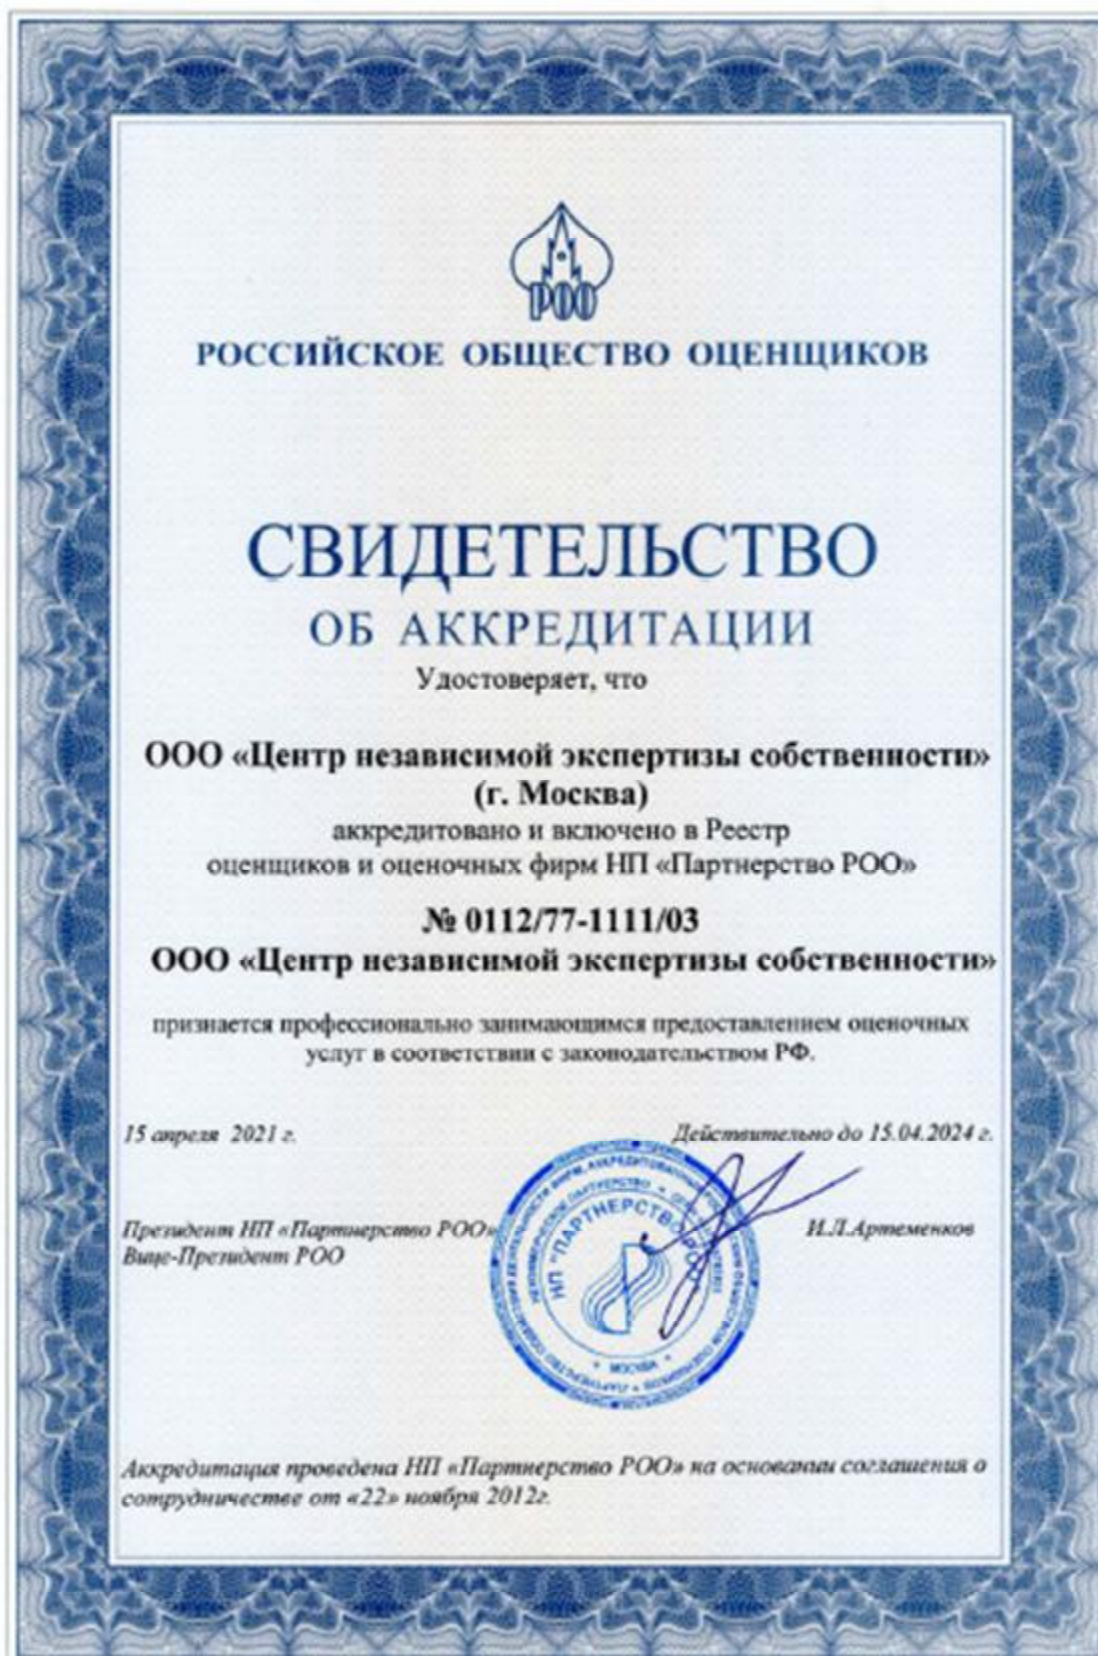 РОО
РОССИЙСКОЕ ОБЩЕСТВО ОЦЕНЩИКОВ
СВИДЕТЕЛЬСТВО
ОБ АККРЕДИТАЦИИ
Удостоверяет, что
ООО «Центр независимой экспертизы собственности»
(г. Москва)
аккредитовано и включено в Реестр
оценщиков и оценочных фирм НП «Партнерство РОО»
№ 0112/77-1111/03
ООО «Центр независимой экспертизы собственности»
признается профессионально занимающимся предоставлением оценочных
услуг в соответствии с законодательством РФ.
15 апреля 2021 г.
Действительно до 15.04.2024 г.
Президент НП «Партнерство РОО»
Вице-Президент РОО
И.Л.Артеменков
НП "ПАРТНЕРСТВО РОО"
МОСКВА
Аккредитация проведена НП «Партнерство РОО» на основании соглашения о
сотрудничестве от «22» ноября 2012г.